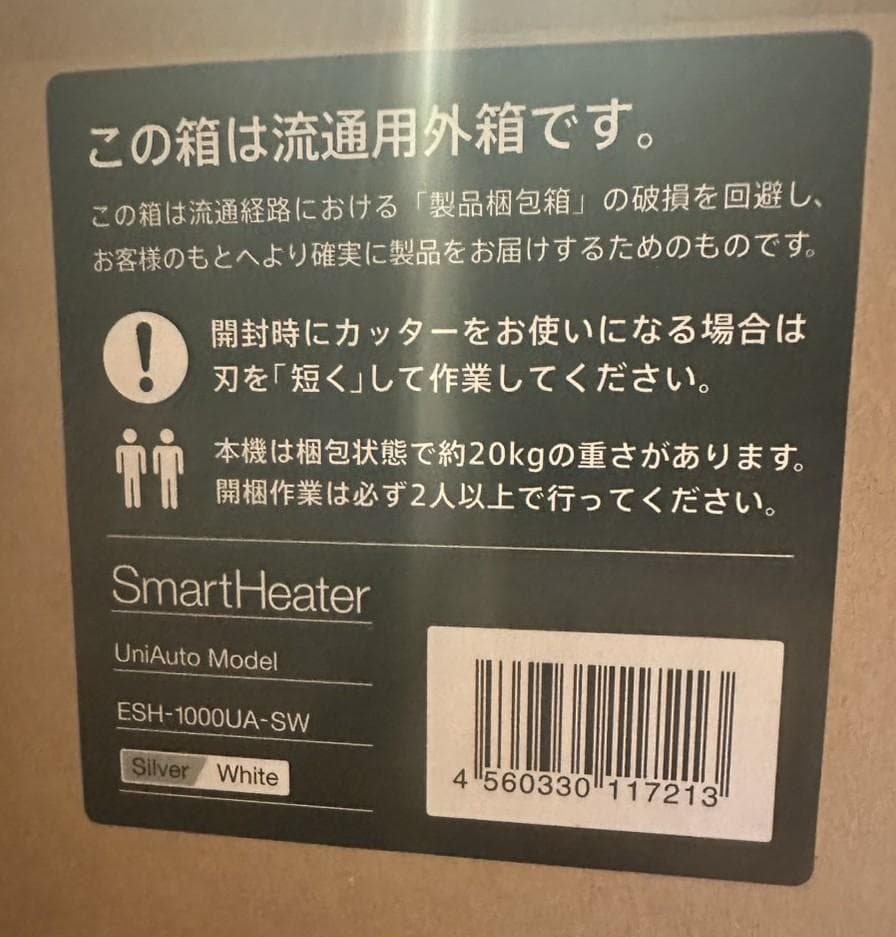 この箱は流通用外箱です。
この箱は流通経路における「製品梱包箱」の破損を回避し、
お客様のもとへより確実に製品をお届けするためのものです。
開封時にカッターをお使いになる場合は
刃を「短く」して作業してください。
本機は梱包状態で約20kgの重さがあります。
開梱作業は必ず2人以上で行ってください。
SmartHeater
UniAuto Model
ESH-1000UA-SW
Silver White
4 560330 117213